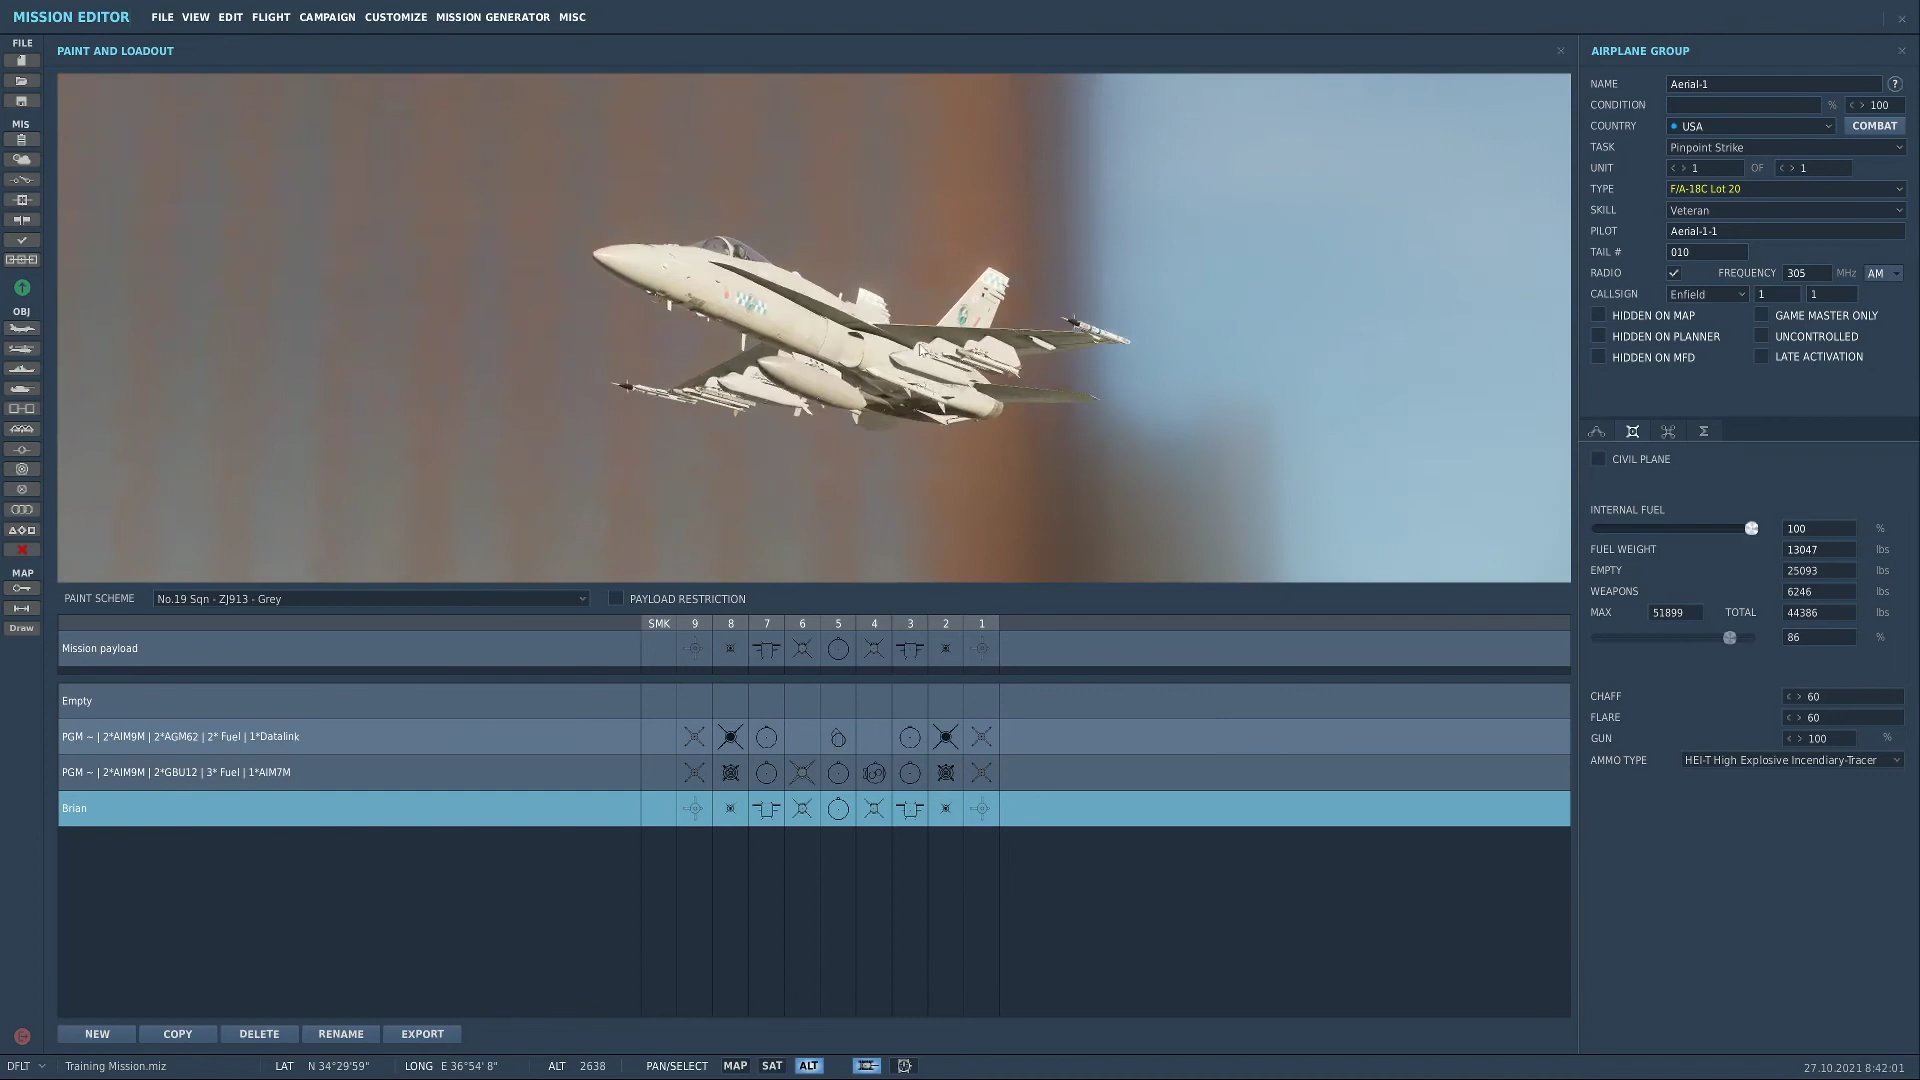 MISSION EDITOR FILE VIEW EDIT FLIGHT CAMPAIGN CUSTOMIZE MISSION GENERATOR MISC
FILE
MIS
OBJ
MAP
Draw
PAINT AND LOADOUT
PAINT SCHEME No.19 Sqn - ZJ913 - Grey PAYLOAD RESTRICTION
SMK 9 8 7 6 5 4 3 2 1
Mission payload
Empty
PGM ~ | 2*AIM9M | 2*AGM62 | 2* Fuel | 1*Datalink
PGM ~ | 2*AIM9M | 2*GBU12 | 3* Fuel | 1*AIM7M
Brian
NEW COPY DELETE RENAME EXPORT
AIRPLANE GROUP
NAME Aerial-1 ?
CONDITION % < > 100
COUNTRY USA COMBAT
TASK Pinpoint Strike
UNIT < > 1 OF < > 1
TYPE F/A-18C Lot 20
SKILL Veteran
PILOT Aerial-1-1
TAIL # 010
RADIO FREQUENCY 305 MHz AM
CALLSIGN Enfield 1 1
HIDDEN ON MAP GAME MASTER ONLY
HIDDEN ON PLANNER UNCONTROLLED
HIDDEN ON MFD LATE ACTIVATION
CIVIL PLANE
INTERNAL FUEL
100 %
FUEL WEIGHT 13047 lbs
EMPTY 25093 lbs
WEAPONS 6246 lbs
MAX 51899 TOTAL 44386 lbs
86 %
CHAFF < > 60
FLARE < > 60
GUN < > 100 %
AMMO TYPE HEI-T High Explosive Incendiary-Tracer
DFLT Training Mission.miz LAT N 34°29'59" LONG E 36°54' 8" ALT 2638 PAN/SELECT MAP SAT ALT 27.10.2021 8:42:01